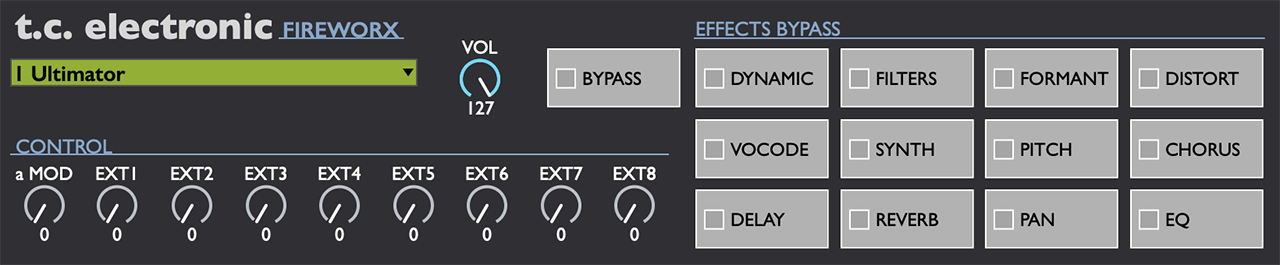 t.c. electronic FIREWORX
1 Ultimator
VOL
127
BYPASS
CONTROL
a MOD EXT1 EXT2 EXT3 EXT4 EXT5 EXT6 EXT7 EXT8
0 0 0 0 0 0 0 0 0
EFFECTS BYPASS
DYNAMIC FILTERS FORMANT DISTORT
VOCODE SYNTH PITCH CHORUS
DELAY REVERB PAN EQ